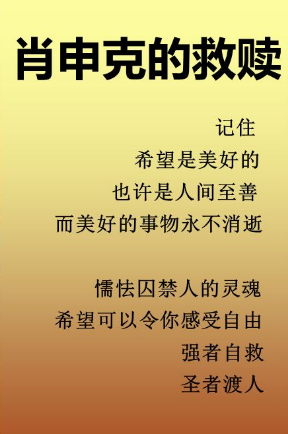 肖申克的救赎
记住
希望是美好的
也许是人间至善
而美好的事物永不消逝
懦怯囚禁人的灵魂
希望可以令你感受自由
强者自救
圣者渡人